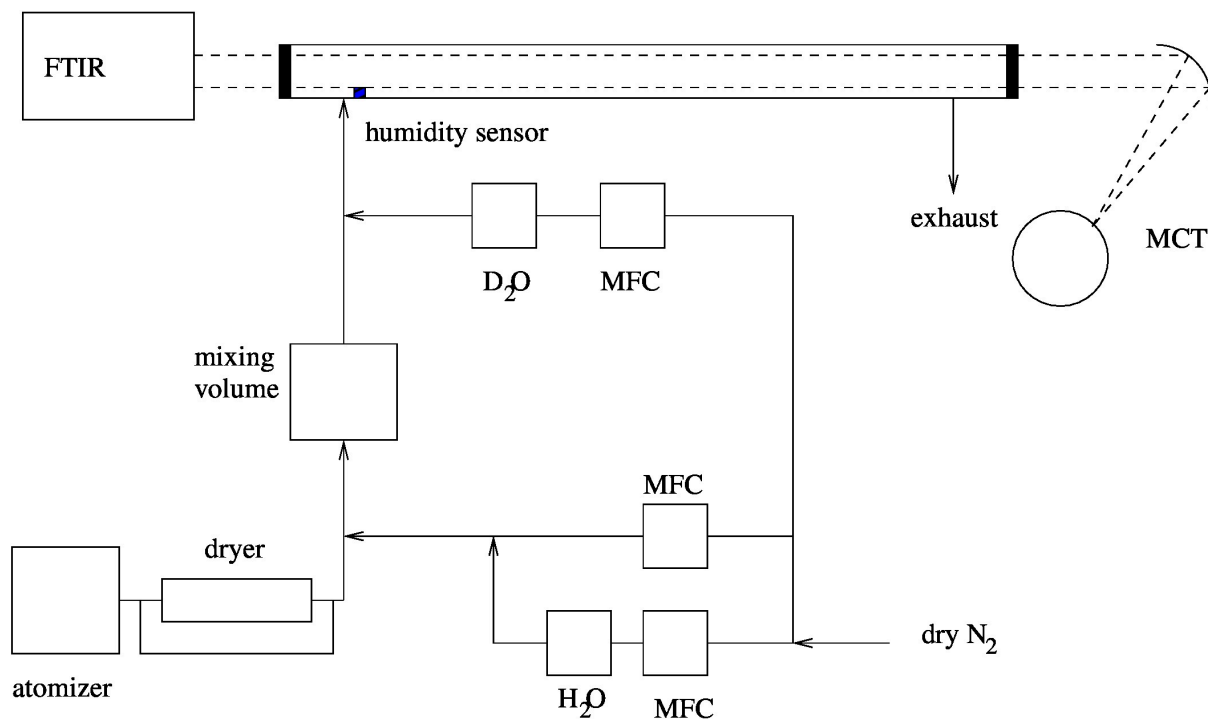 FTIR
humidity sensor
exhaust
MCT
D2O
MFC
mixing
volume
MFC
dryer
dry N2
atomizer
H2O
MFC